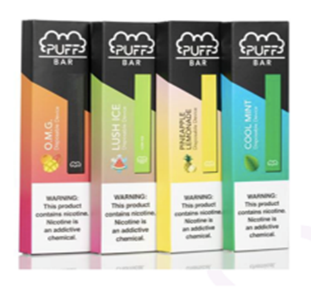 PUFF
BAR
O.M.G.
Disposable Device
WARNING:
This product
contains nicotine.
Nicotine is
an addictive
chemical.
PUFF
BAR
LUSH ICE
Disposable Device
WARNING:
This product
contains nicotine.
Nicotine is
an addictive
chemical.
PUFF
BAR
PINEAPPLE
LEMONADE
Disposable Device
WARNING:
This product
contains nicotine.
Nicotine is
an addictive
chemical.
PUFF
BAR
COOL MINT
Disposable Device
WARNING:
This product
contains nicotine.
Nicotine is
an addictive
chemical.